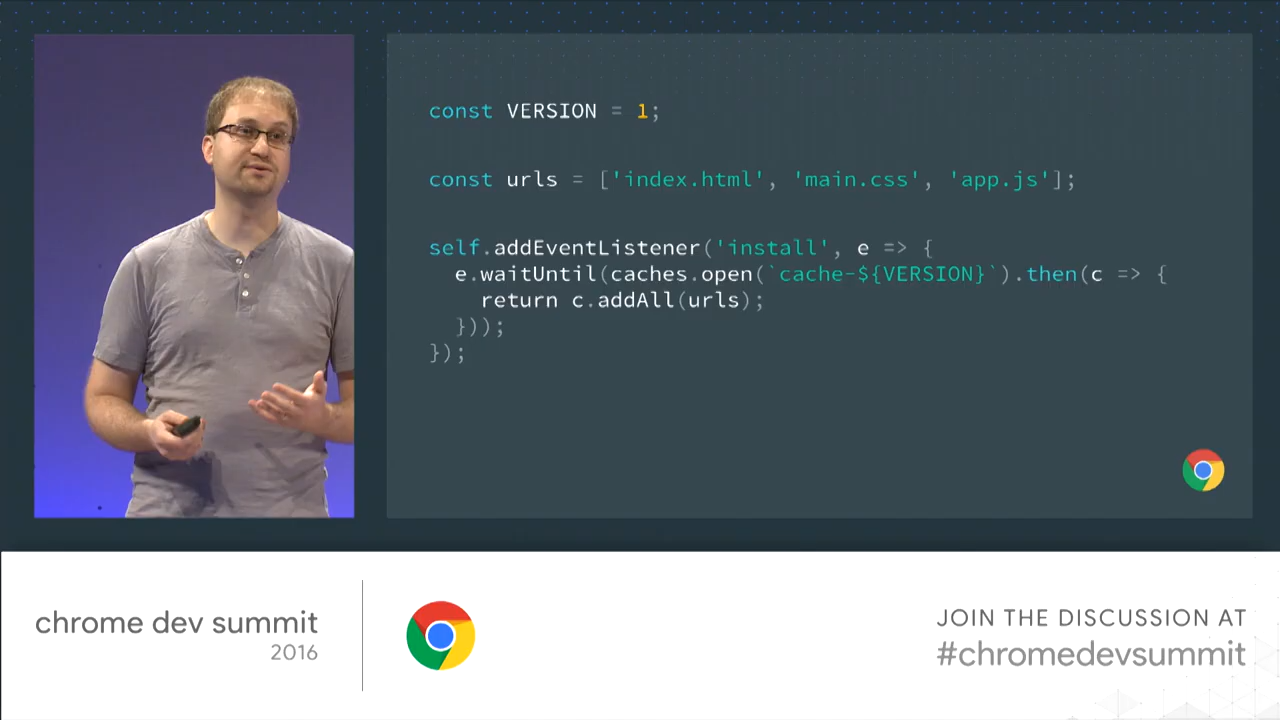 const VERSION = 1;
const urls = ['index.html', 'main.css', 'app.js'];
self.addEventListener('install', e => {
  e.waitUntil(caches.open(`cache-${VERSION}`).then(c => {
    return c.addAll(urls);
  }));
});
chrome dev summit
2016
JOIN THE DISCUSSION AT
#chromedevsummit